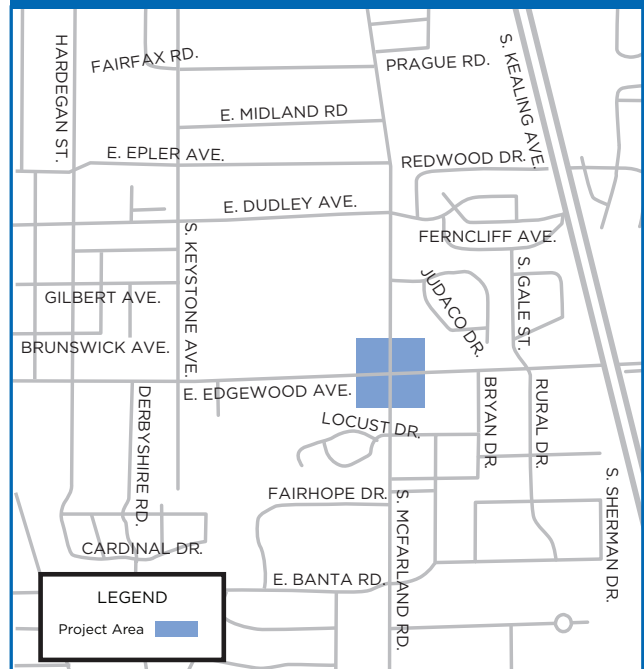 HARDEGAN ST.
FAIRFAX RD.
PRAGUE RD.
S. KEALING AVE.
E. MIDLAND RD
E. EPLER AVE.
REDWOOD DR.
E. DUDLEY AVE.
S. KEYSTONE AVE.
FERNCLIFF AVE.
JUDACO DR.
S. GALE ST.
GILBERT AVE.
BRUNSWICK AVE.
E. EDGEWOOD AVE.
DERBYSHIRE RD.
LOCUST DR.
BRYAN DR.
RURAL DR.
S. SHERMAN DR.
FAIRHOPE DR.
S. MCFARLAND RD.
CARDINAL DR.
E. BANTA RD.
LEGEND
Project Area